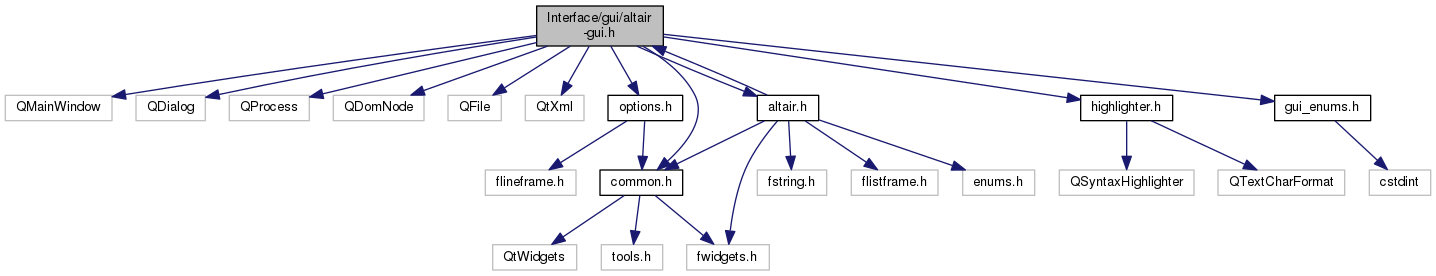 Interface/gui/altair
-gui.h
QMainWindow
QDialog
QProcess
QDomNode
QFile
QtXml
options.h
altair.h
highlighter.h
gui_enums.h
flineframe.h
common.h
fstring.h
flistframe.h
enums.h
QSyntaxHighlighter
QTextCharFormat
cstdint
QtWidgets
tools.h
fwidgets.h